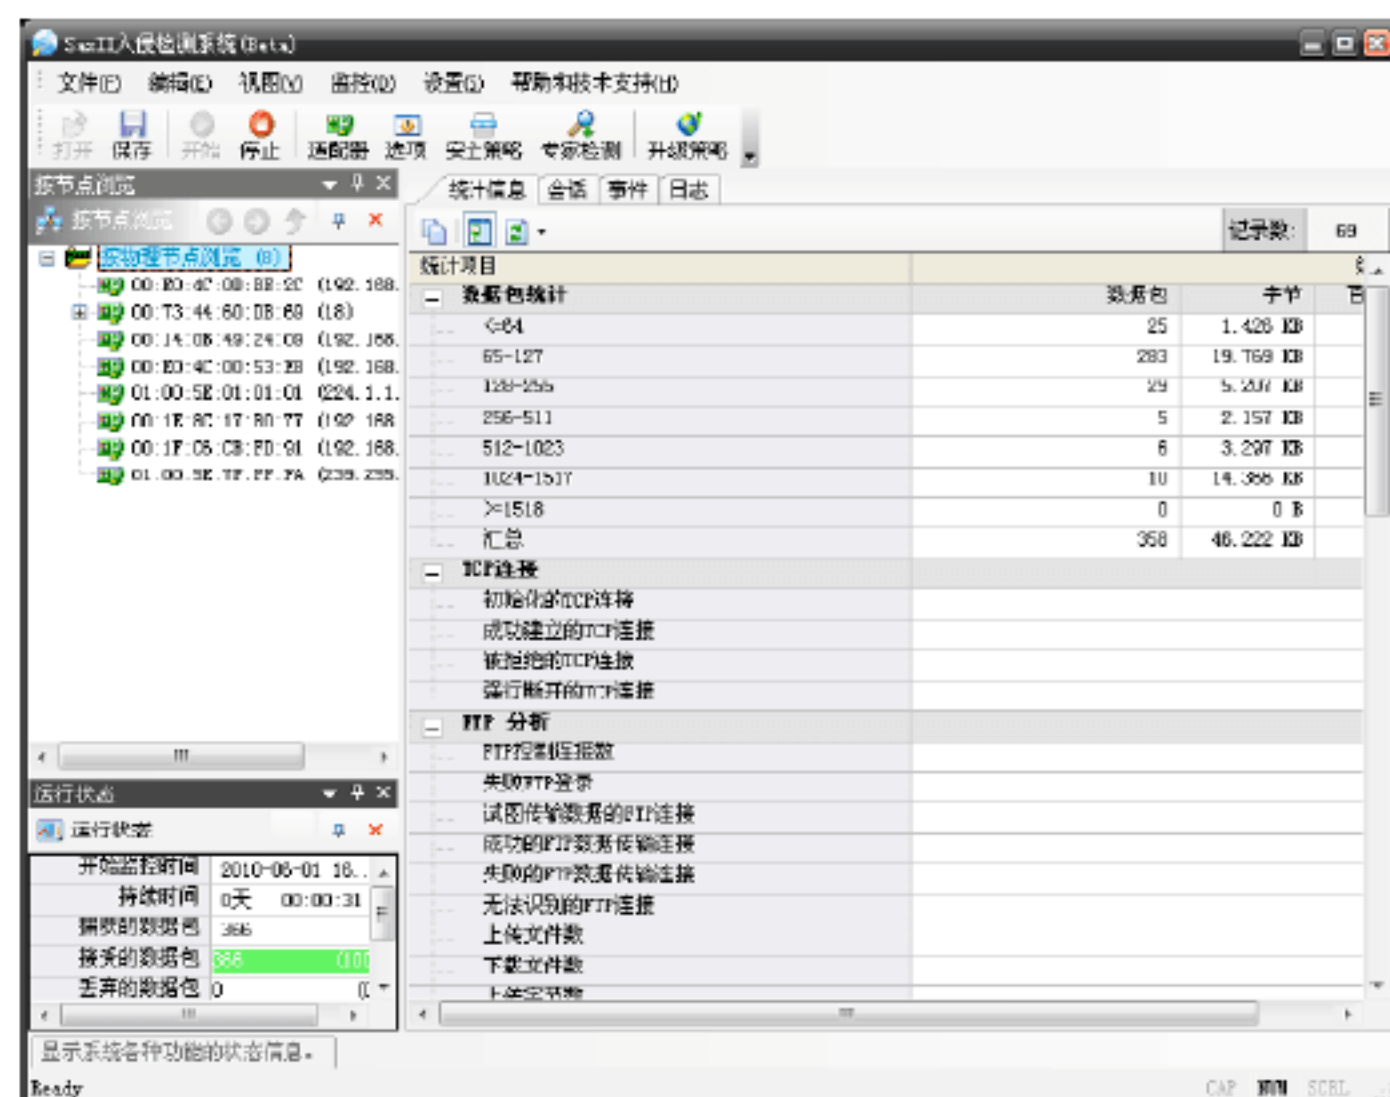 SaxII入侵检测系统(Beta)
文件(F) 编辑(E) 视图(V) 监控(D) 设置(S) 帮助和技术支持(H)
打开 保存 开始 停止 适配器 选项 安全策略 专家检测 升级策略
按节点浏览
统计信息 会话 事件 日志
按节点浏览
记录数: 69
按物理节点浏览 (8)
统计项目
00:E0:4C:0B:BB:2C (192.168.
数据包统计 数据包 字节
00:73:44:60:DB:69 (18)
<=64 25 1.426 KB
00:14:0B:49:24:09 (192.168.
65-127 283 19.769 KB
00:E0:4C:00:53:EB (192.168.
128-255 29 5.207 KB
01:00:5E:01:01:01 (224.1.1.
256-511 5 2.157 KB
00:1E:8C:17:B0:77 (192.168
512-1023 6 3.297 KB
00:1F:C6:CB:FD:91 (192.168.
1024-1517 10 14.366 KB
01:00:5E:7F:FF:FA (239.255.
>=1518 0 0 B
汇总 358 46.222 KB
TCP连接
初始化的TCP连接
成功建立的TCP连接
被拒绝的TCP连接
强行断开的TCP连接
FTP 分析
FTP控制连接数
失败FTP登录
试图传输数据的FTP连接
成功的FTP数据传输连接
失败的FTP数据传输连接
无法识别的FTP连接
上传文件数
下载文件数
上传字节数
运行状态
运行状态
开始监控时间 2010-06-01 16...
持续时间 0天 00:00:31
捕获的数据包 366
接受的数据包 366 (100
丢弃的数据包 0 (0
显示系统各种功能的状态信息。
Ready
CAP NUM SCRL